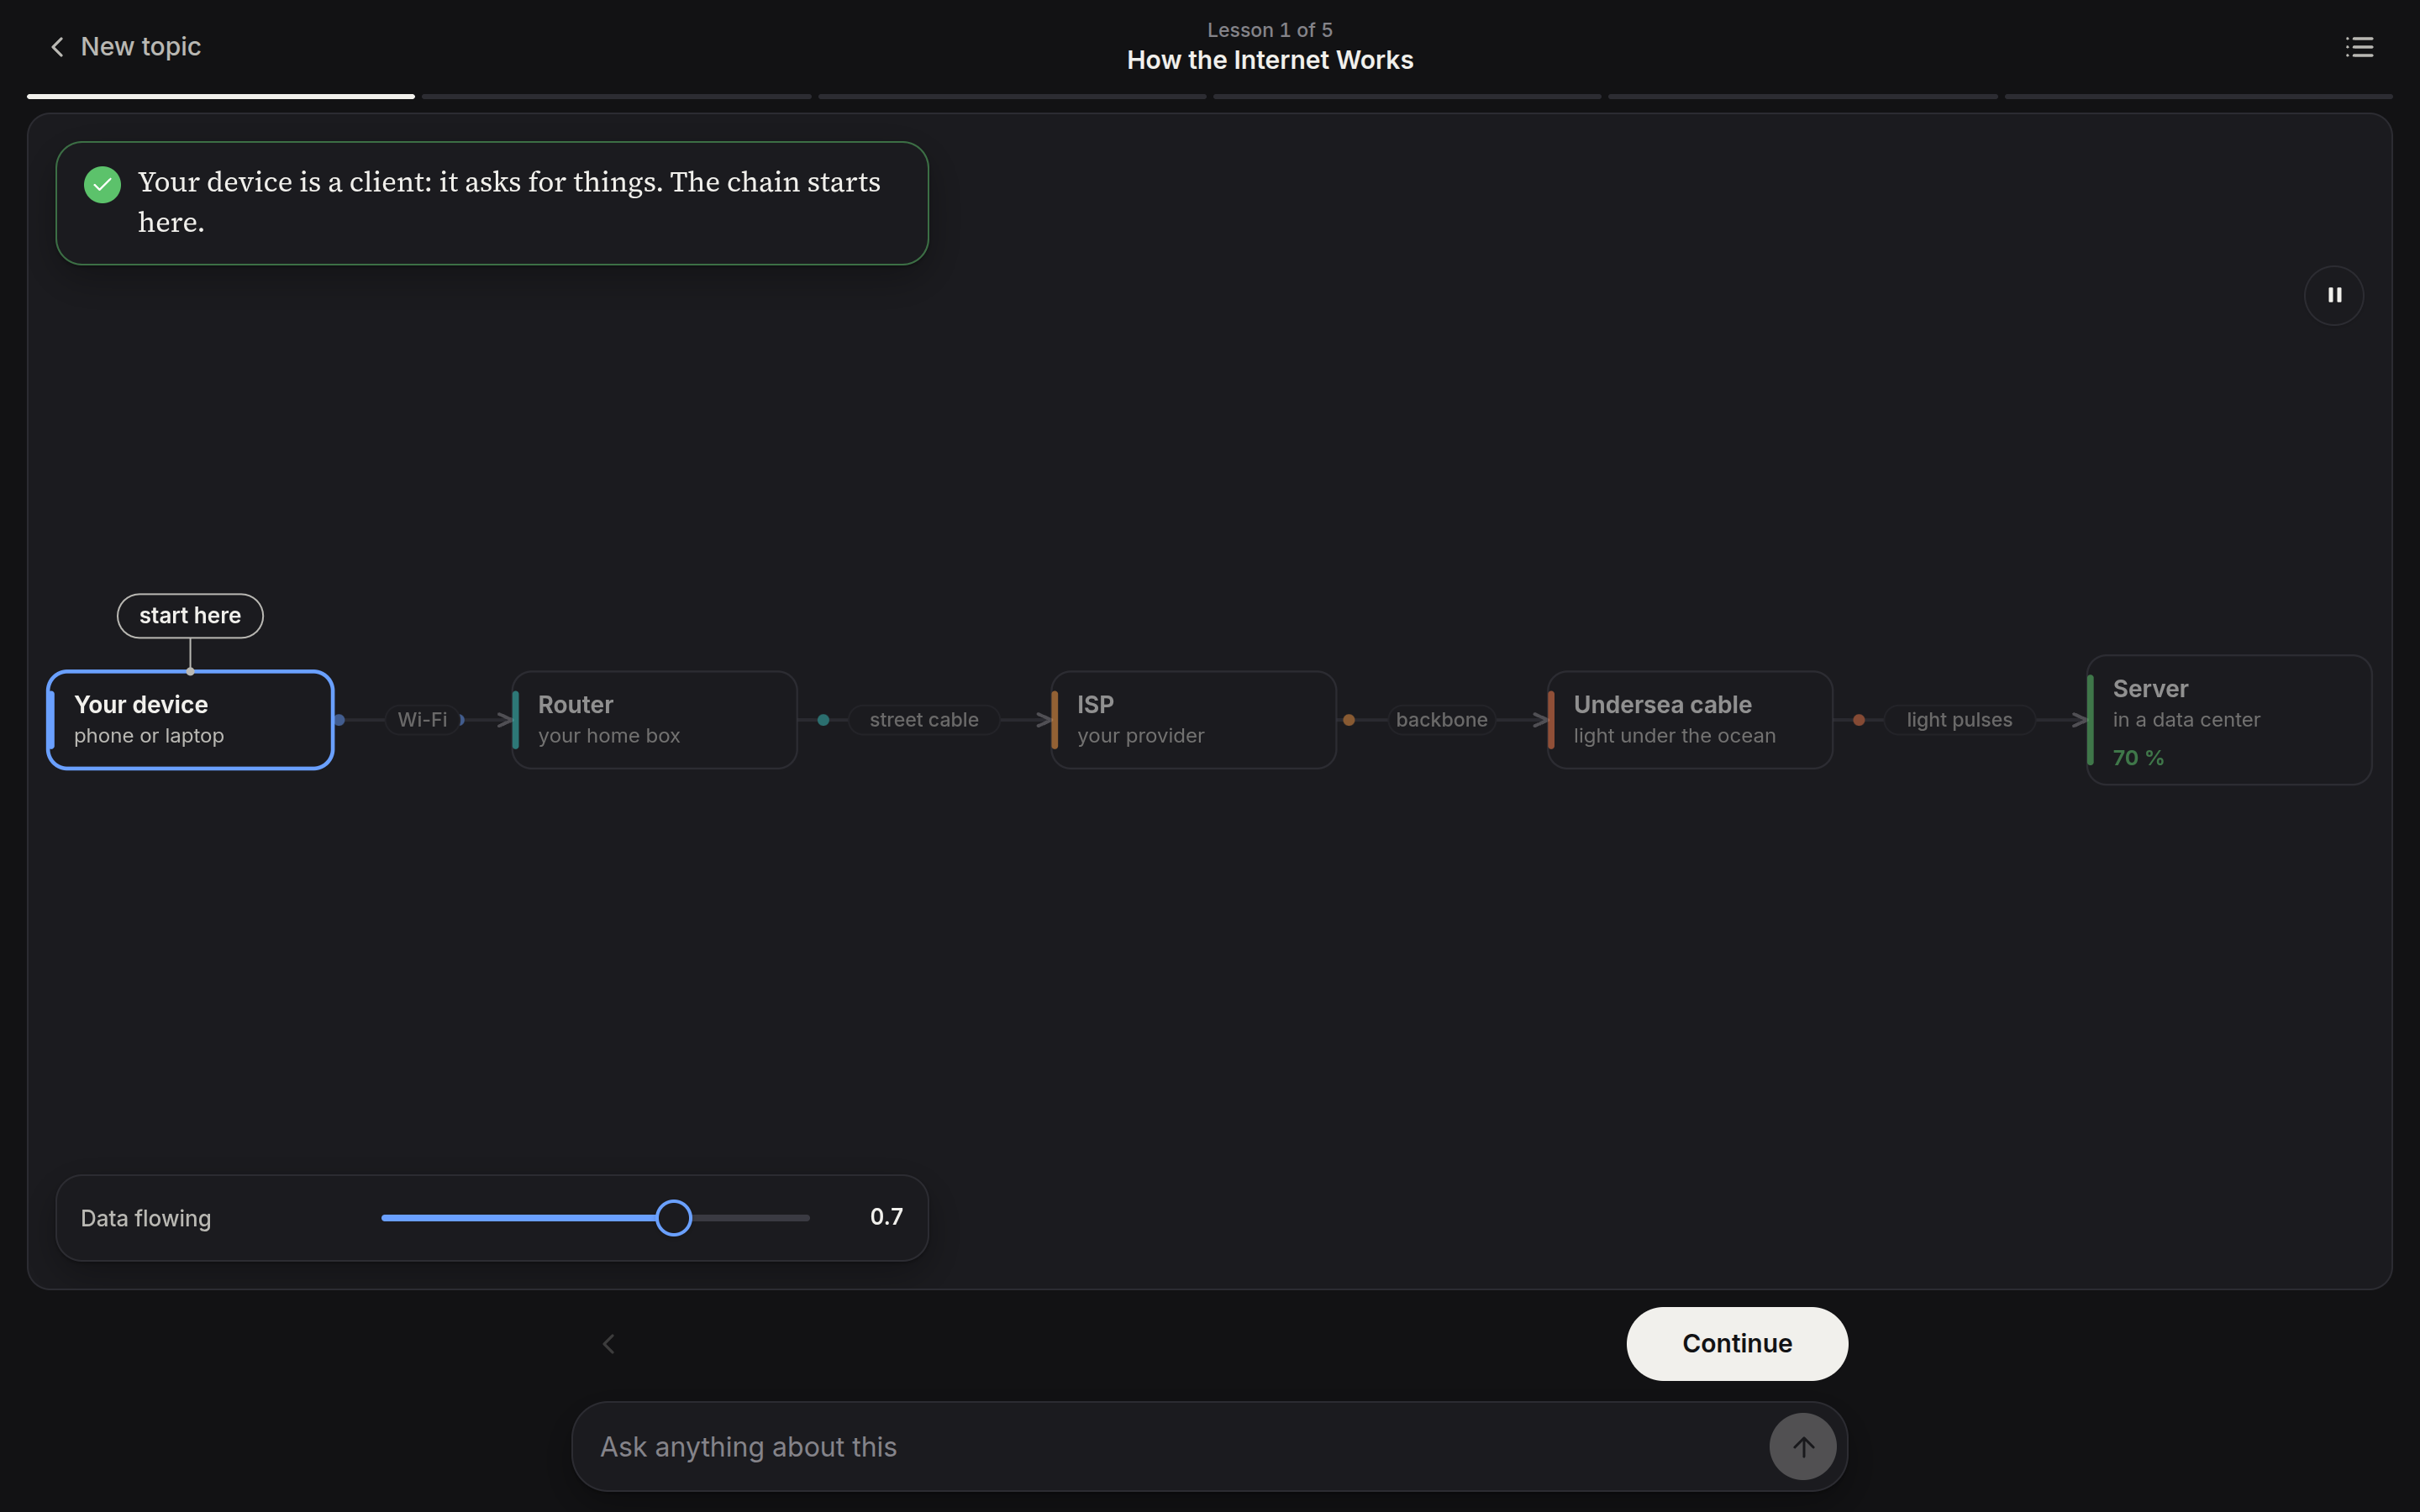 New topic
Lesson 1 of 5
How the Internet Works
Your device is a client: it asks for things. The chain starts
here.
start here
Your device
phone or laptop
Wi-Fi
Router
your home box
street cable
ISP
your provider
backbone
Undersea cable
light under the ocean
light pulses
Server
in a data center
70 %
Data flowing
0.7
Continue
Ask anything about this